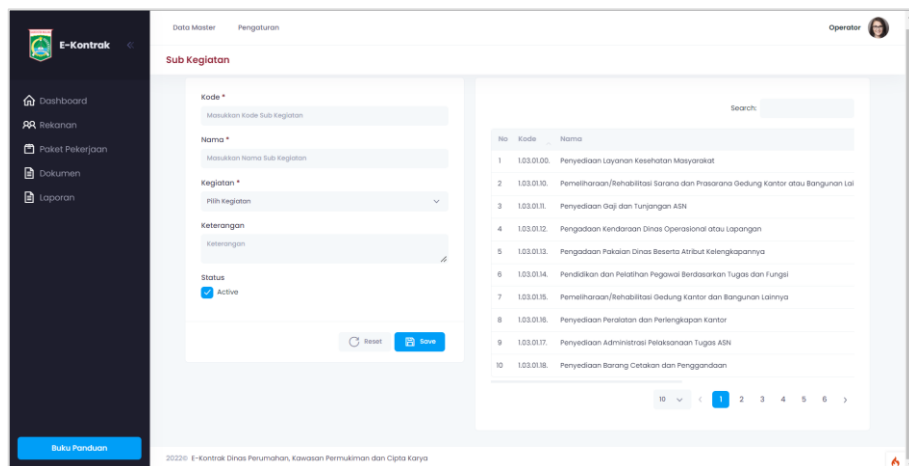 E-Kontrak
Data Master Pengaturan
Operator
Sub Kegiatan
Dashboard
Rekanan
Paket Pekerjaan
Dokumen
Laporan
Buku Panduan
Kode *
Masukkan Kode Sub Kegiatan
Nama *
Masukkan Nama Sub Kegiatan
Kegiatan *
Pilih Kegiatan
Keterangan
Keterangan
Status
Active
Reset Save
Search:
No Kode Nama
1 1.03.01.00. Penyediaan Layanan Kesehatan Masyarakat
2 1.03.01.10. Pemeliharaan/Rehabilitasi Sarana dan Prasarana Gedung Kantor atau Bangunan Lai
3 1.03.01.11. Penyediaan Gaji dan Tunjangan ASN
4 1.03.01.12. Pengadaan Kendaraan Dinas Operasional atau Lapangan
5 1.03.01.13. Pengadaan Pakaian Dinas Beserta Atribut Kelengkapannya
6 1.03.01.14. Pendidikan dan Pelatihan Pegawai Berdasarkan Tugas dan Fungsi
7 1.03.01.15. Pemeliharaan/Rehabilitasi Gedung Kantor dan Bangunan Lainnya
8 1.03.01.16. Penyediaan Peralatan dan Perlengkapan Kantor
9 1.03.01.17. Penyediaan Administrasi Pelaksanaan Tugas ASN
10 1.03.01.18. Penyediaan Barang Cetakan dan Penggandaan
10 1 2 3 4 5 6
2022© E-Kontrak Dinas Perumahan, Kawasan Permukiman dan Cipta Karya